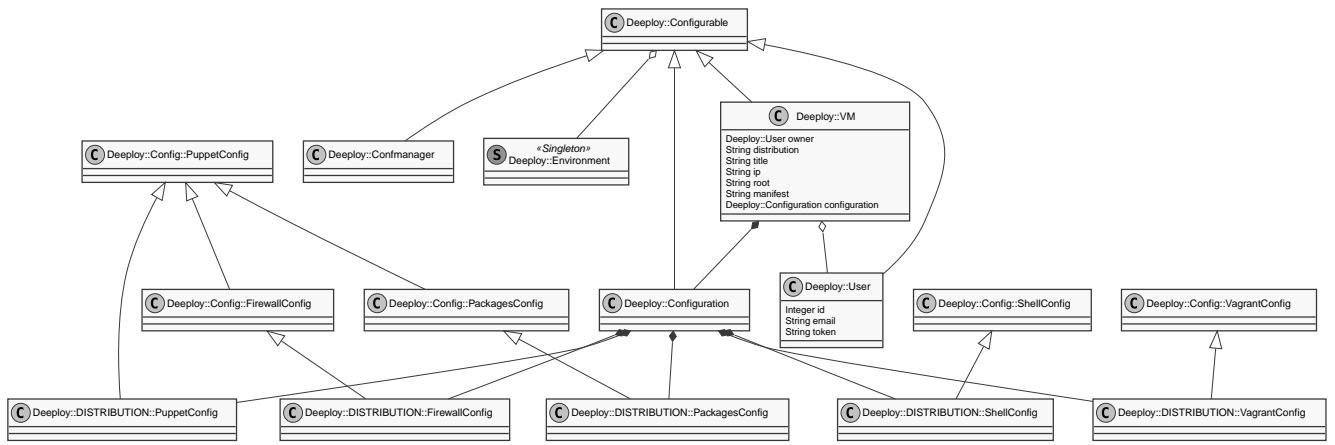 C Deeploy::Configurable
C Deeploy::VM
Deeploy::User owner
String distribution
String title
String ip
String root
String manifest
Deeploy::Configuration configuration
C Deeploy::Config::PuppetConfig
C Deeploy::Confmanager
S «Singleton»
Deeploy::Environment
C Deeploy::User
Integer id
String email
String token
C Deeploy::Config::FirewallConfig
C Deeploy::Config::PackagesConfig
C Deeploy::Configuration
C Deeploy::Config::ShellConfig
C Deeploy::Config::VagrantConfig
C Deeploy::DISTRIBUTION::PuppetConfig
C Deeploy::DISTRIBUTION::FirewallConfig
C Deeploy::DISTRIBUTION::PackagesConfig
C Deeploy::DISTRIBUTION::ShellConfig
C Deeploy::DISTRIBUTION::VagrantConfig